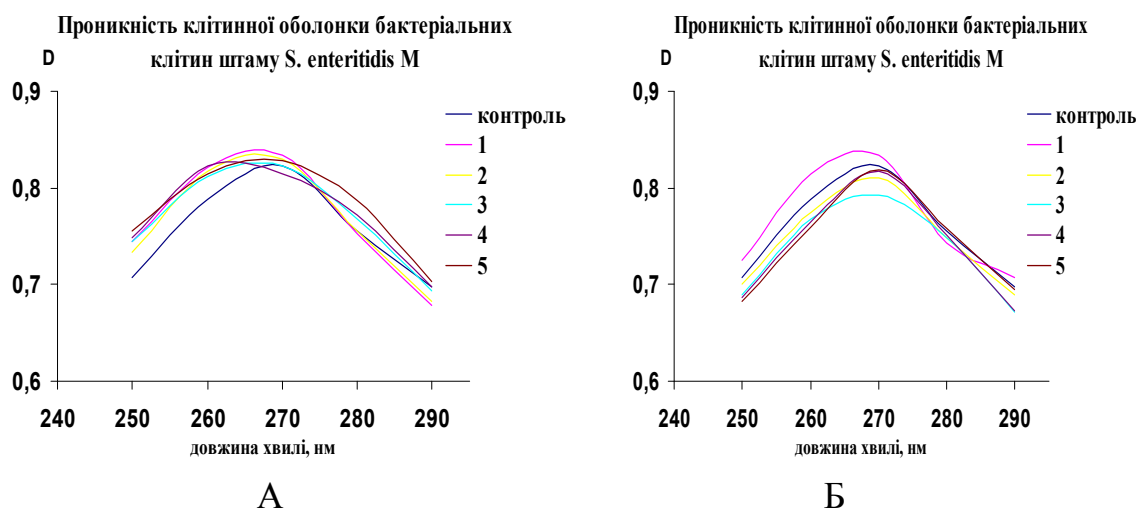 Проникність клітинної оболонки бактеріальних
клітин штаму S. enteritidis M
D
0,9
0,8
0,7
0,6
240 250 260 270 280 290
довжина хвилі, нм
контроль
1
2
3
4
5
А
Проникність клітинної оболонки бактеріальних
клітин штаму S. enteritidis M
D
0,9
0,8
0,7
0,6
240 250 260 270 280 290
довжина хвилі, нм
контроль
1
2
3
4
5
Б